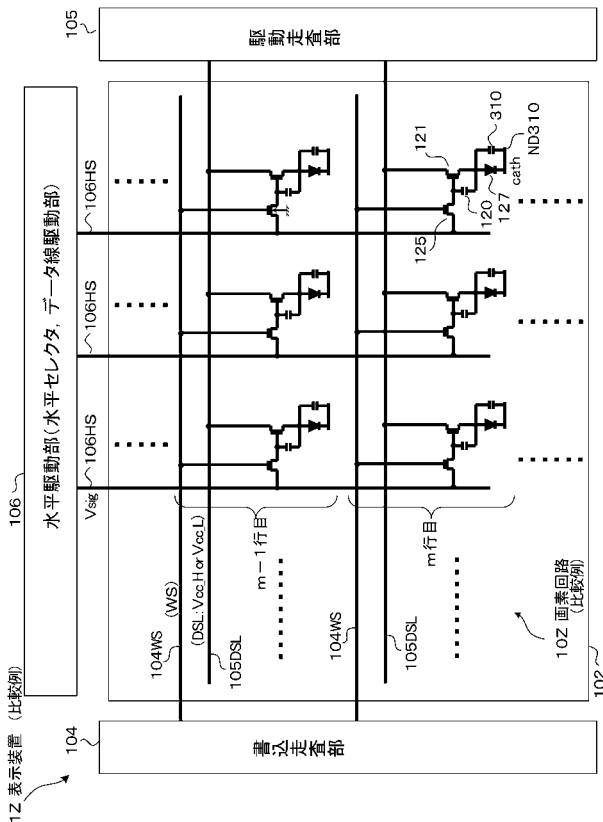 1Z 表示装置 (比較例)
106
水平駆動部(水平セレクタ, データ線駆動部)
105
駆動走査部
104
書込走査部
Vsig
106HS
106HS
106HS
104WS
(WS)
105DSL
(DSL: Vcc_H or Vcc_L)
m-1行目
104WS
105DSL
m行目
121
125
120
127
310
cath
ND310
10Z 画素回路
(比較例)
102